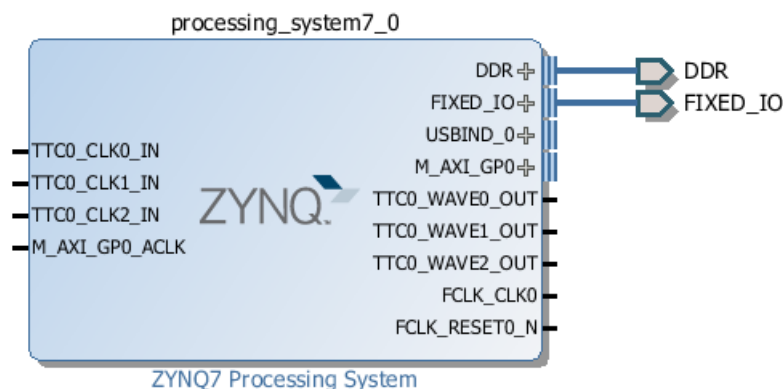 processing_system7_0
DDR
FIXED_IO
USBIND_0
M_AXI_GP0
TTC0_WAVE0_OUT
TTC0_WAVE1_OUT
TTC0_WAVE2_OUT
FCLK_CLK0
FCLK_RESET0_N
TTC0_CLK0_IN
TTC0_CLK1_IN
TTC0_CLK2_IN
M_AXI_GP0_ACLK
ZYNQ
DDR
FIXED_IO
ZYNQ7 Processing System